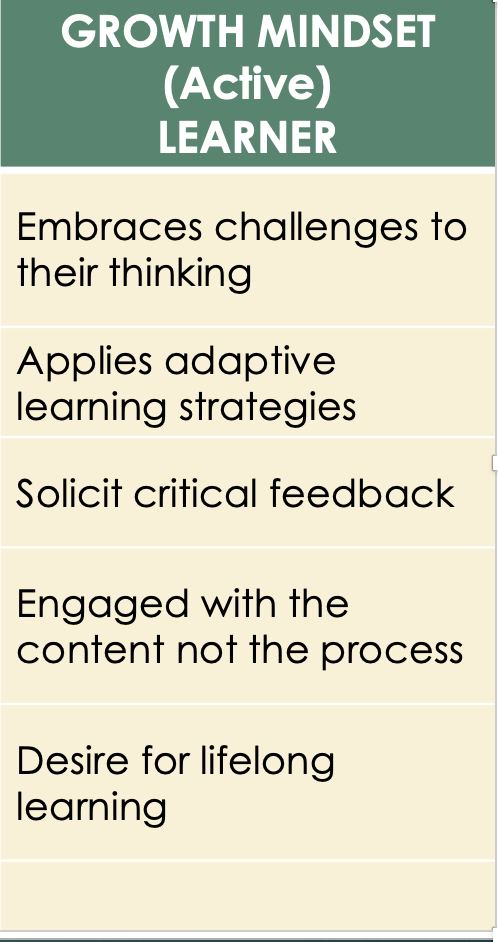 GROWTH MINDSET
(Active)
LEARNER
Embraces challenges to
their thinking
Applies adaptive
learning strategies
Solicit critical feedback
Engaged with the
content not the process
Desire for lifelong
learning